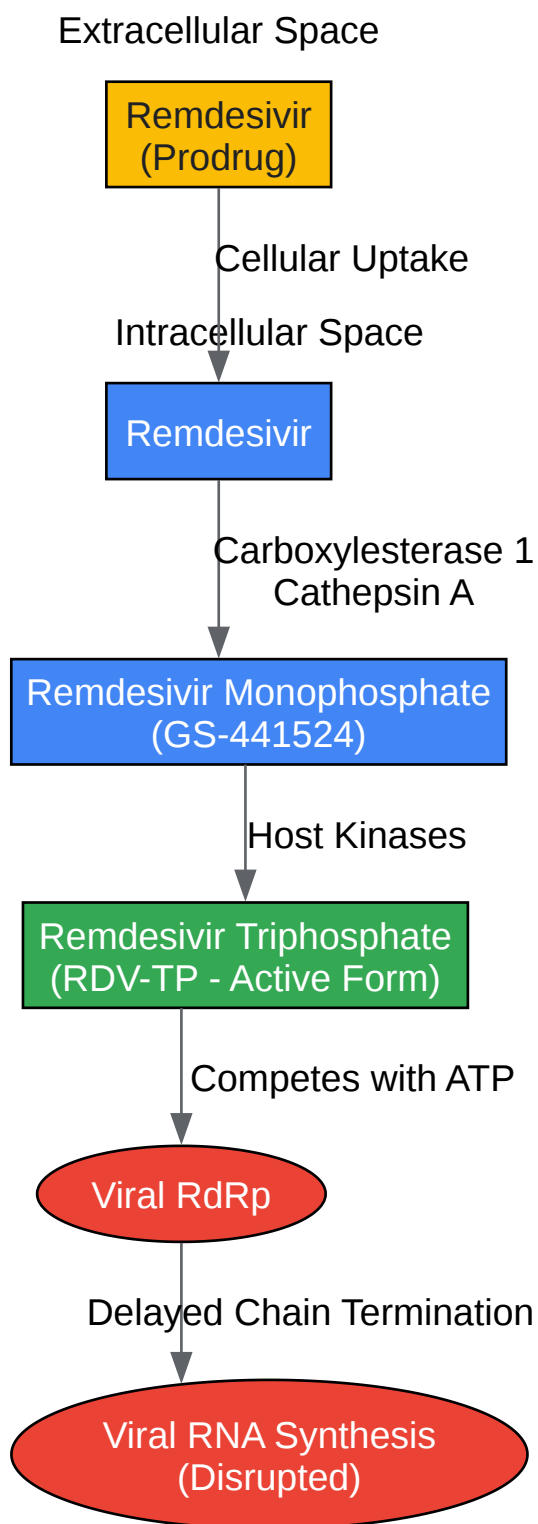 Extracellular Space
Remdesivir
(Prodrug)
Cellular Uptake
Intracellular Space
Remdesivir
Carboxylesterase 1
Cathepsin A
Remdesivir Monophosphate
(GS-441524)
Host Kinases
Remdesivir Triphosphate
(RDV-TP - Active Form)
Competes with ATP
Viral RdRp
Delayed Chain Termination
Viral RNA Synthesis
(Disrupted)